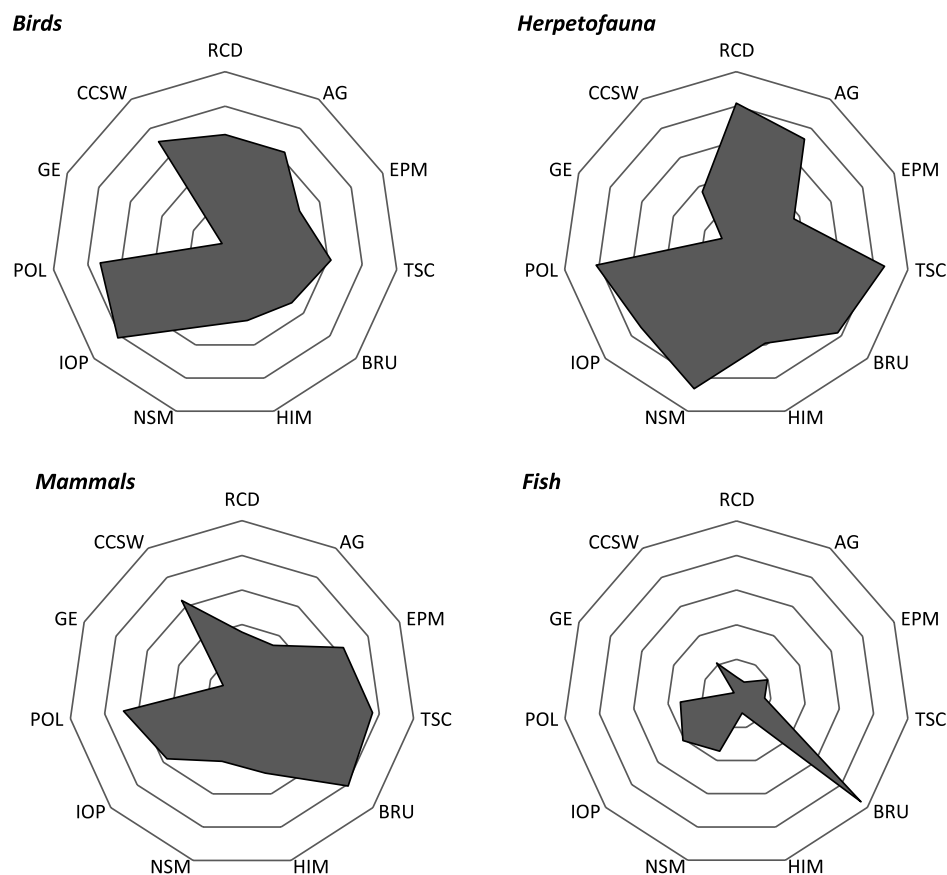 Birds
RCD
CCSW
AG
GE
EPM
POL
TSC
IOP
BRU
NSM
HIM
Herpetofauna
RCD
CCSW
AG
GE
EPM
POL
TSC
IOP
BRU
NSM
HIM
Mammals
RCD
CCSW
AG
GE
EPM
POL
TSC
IOP
BRU
NSM
HIM
Fish
RCD
CCSW
AG
GE
EPM
POL
TSC
IOP
BRU
NSM
HIM